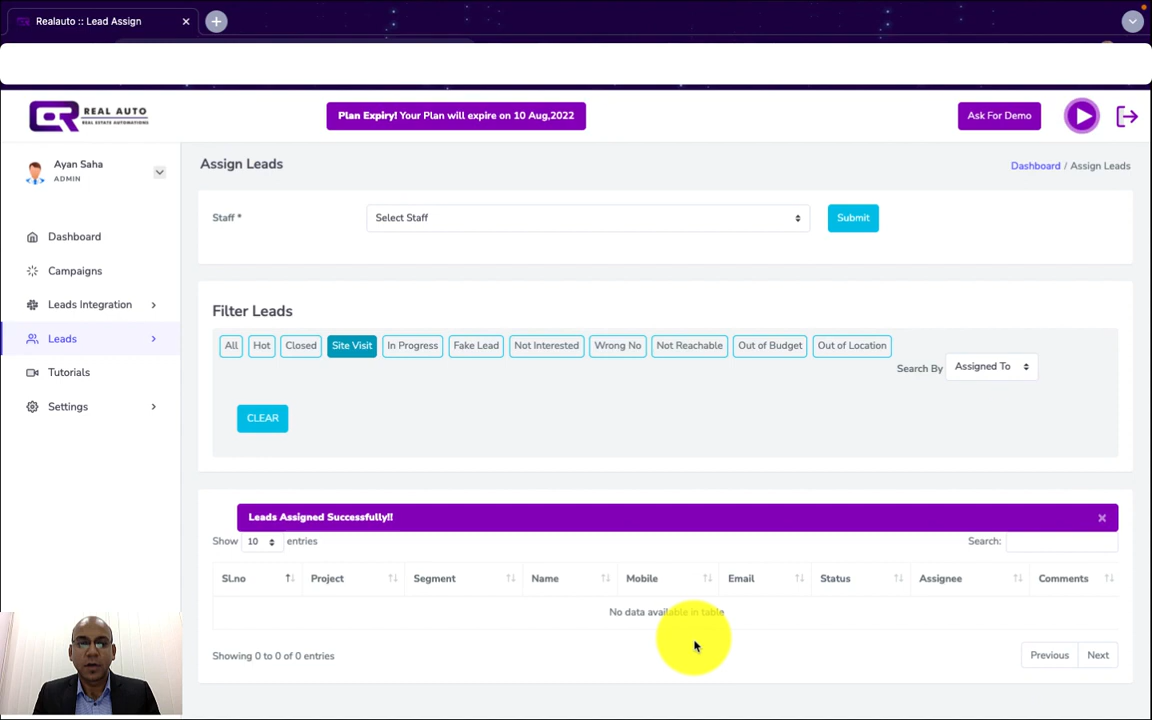 Realauto :: Lead Assign
REAL AUTO
REAL ESTATE AUTOMATIONS
Plan Expiry! Your Plan will expire on 10 Aug,2022
Ask For Demo
Ayan Saha
ADMIN
Assign Leads
Dashboard / Assign Leads
Staff *
Select Staff
Submit
Dashboard
Campaigns
Leads Integration
Leads
Tutorials
Settings
Filter Leads
All Hot Closed Site Visit In Progress Fake Lead Not Interested Wrong No Not Reachable Out of Budget Out of Location
Search By Assigned To
CLEAR
Leads Assigned Successfully!!
Show 10 entries
Search:
SI.no Project Segment Name Mobile Email Status Assignee Comments
No data available in table
Showing 0 to 0 of 0 entries
Previous Next